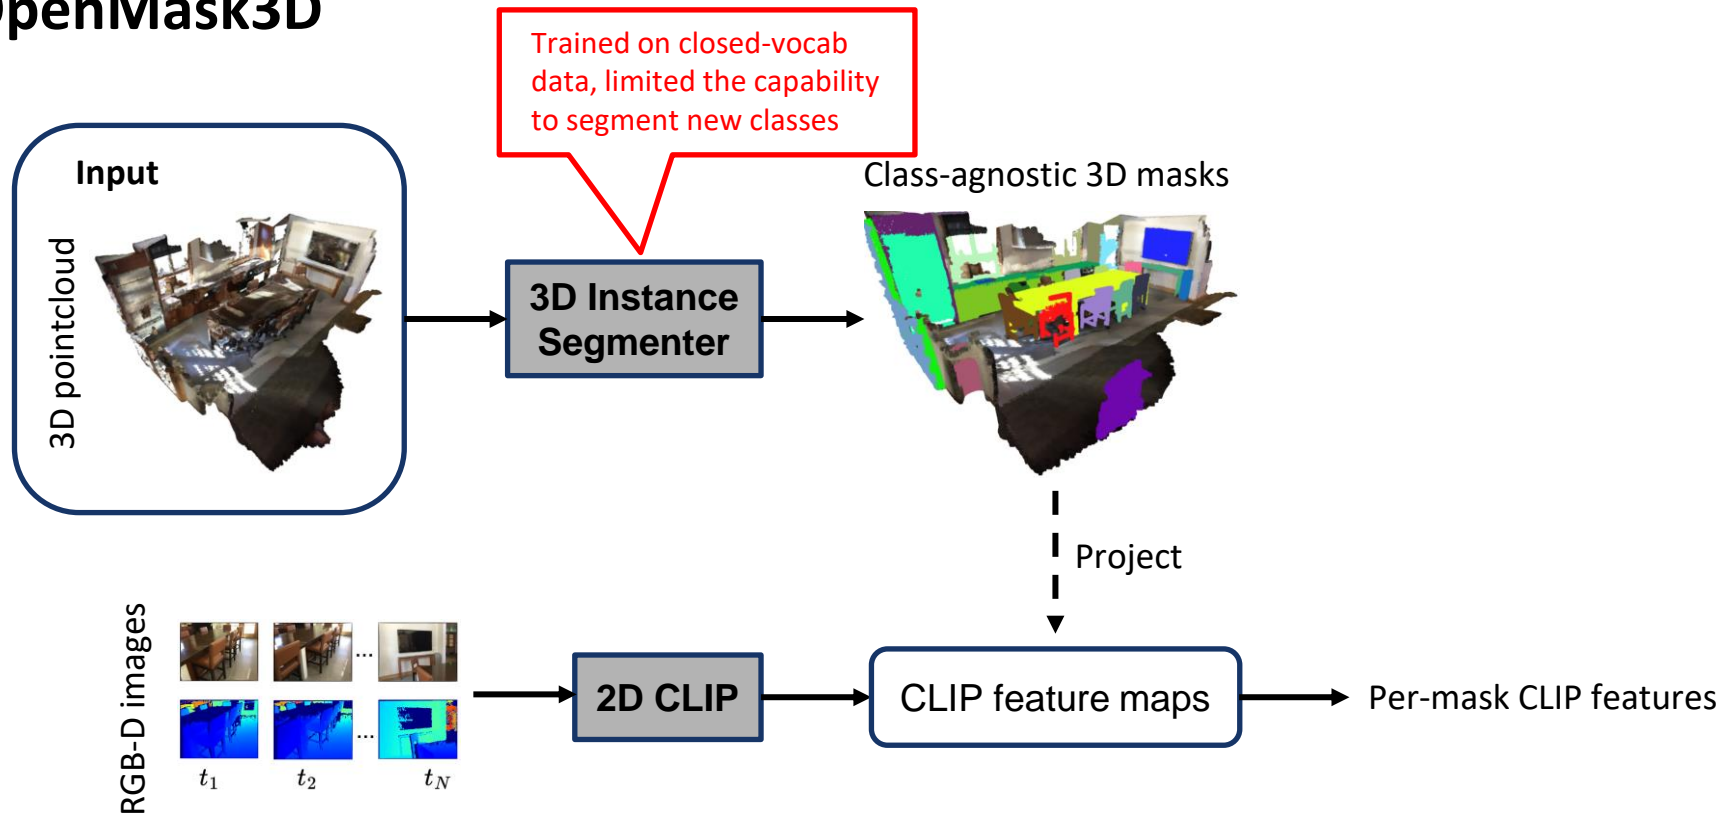 OpenMask3D
Trained on closed-vocab
data, limited the capability
to segment new classes
Input
3D pointcloud
3D Instance
Segmenter
Class-agnostic 3D masks
Project
RGB-D images
...
...
t1 t2 tN
2D CLIP
CLIP feature maps
Per-mask CLIP features